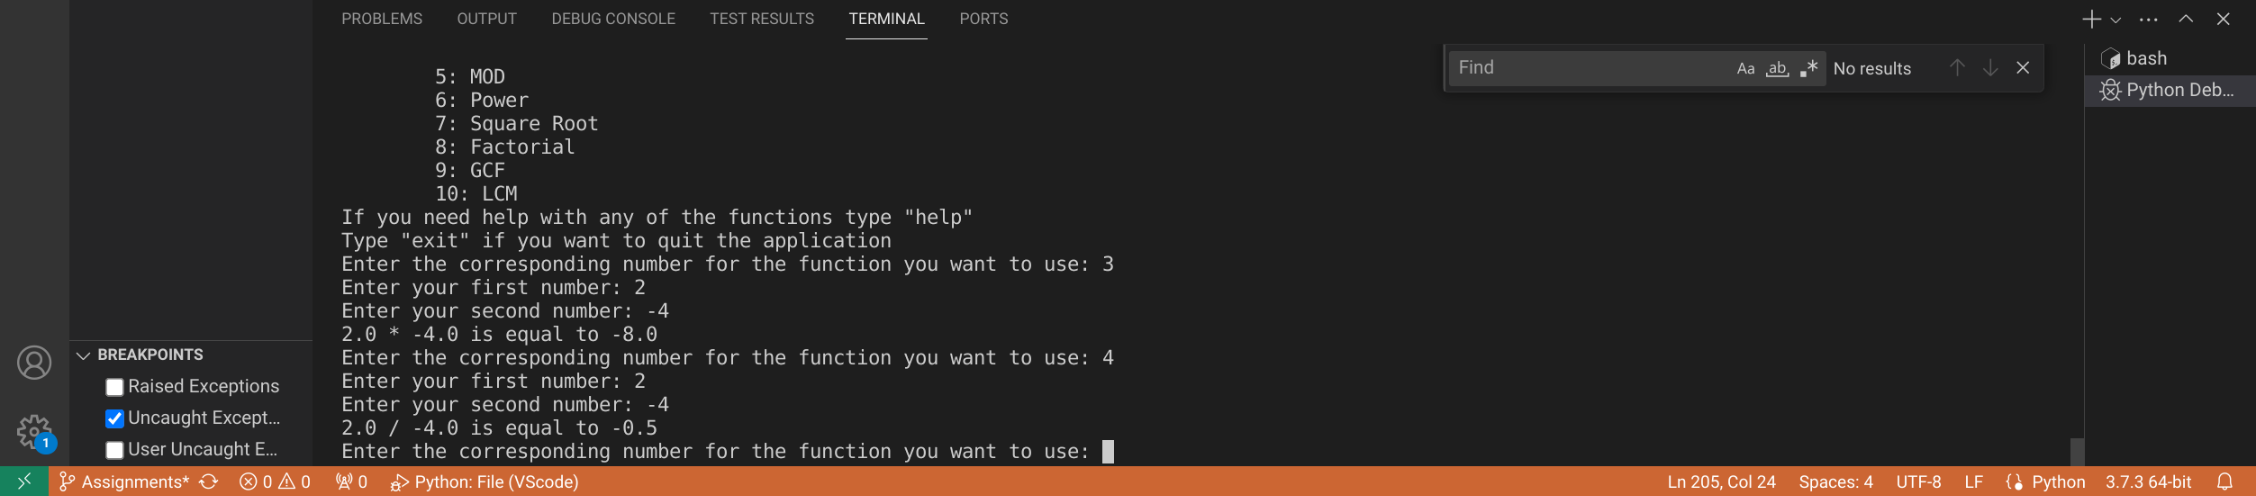 PROBLEMS OUTPUT DEBUG CONSOLE TEST RESULTS TERMINAL PORTS
Find Aa ab No results
bash
Python Deb...
5: MOD
6: Power
7: Square Root
8: Factorial
9: GCF
10: LCM
If you need help with any of the functions type "help"
Type "exit" if you want to quit the application
Enter the corresponding number for the function you want to use: 3
Enter your first number: 2
Enter your second number: -4
2.0 * -4.0 is equal to -8.0
Enter the corresponding number for the function you want to use: 4
Enter your first number: 2
Enter your second number: -4
2.0 / -4.0 is equal to -0.5
Enter the corresponding number for the function you want to use:
BREAKPOINTS
Raised Exceptions
Uncaught Except...
User Uncaught E...
1
Assignments* 0 0 0 Python: File (VScode) Ln 205, Col 24 Spaces: 4 UTF-8 LF Python 3.7.3 64-bit